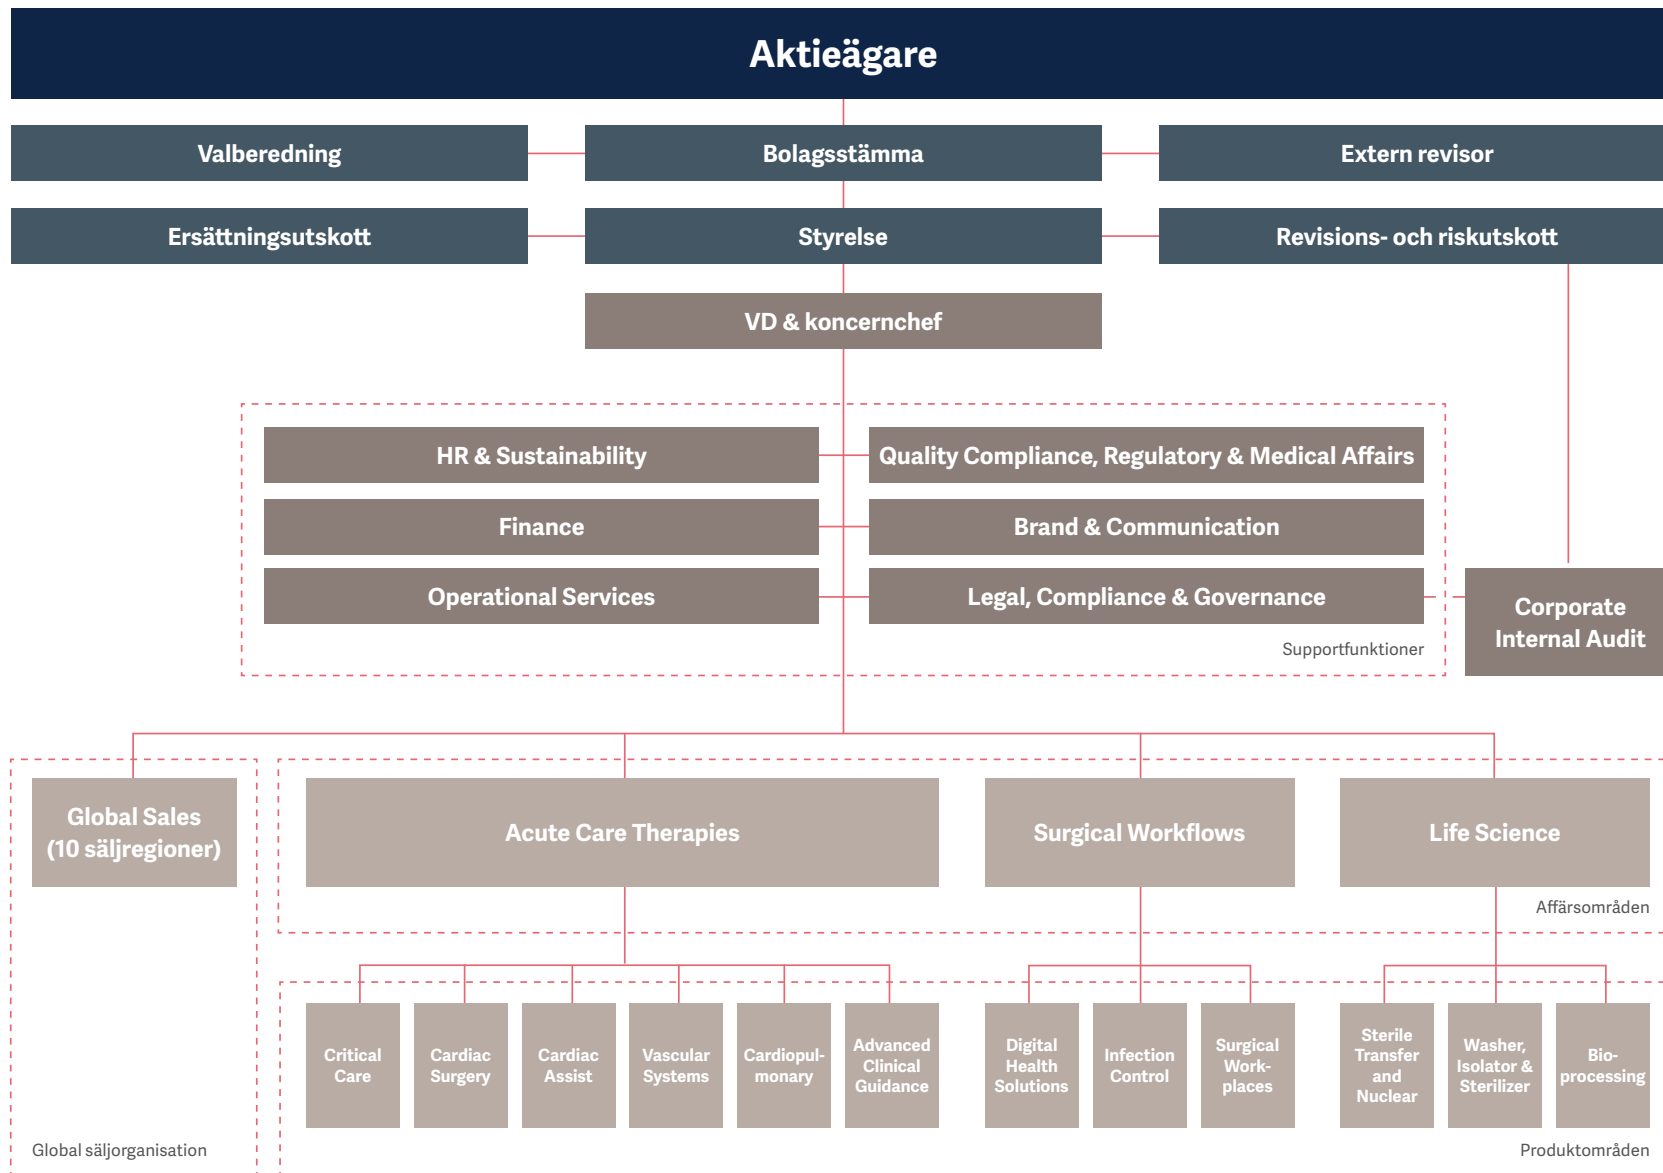 Aktieägare
Valberedning
Bolagsstämma
Extern revisor
Ersättningsutskott
Styrelse
Revisions- och riskutskott
VD & koncernchef
HR & Sustainability
Quality Compliance, Regulatory & Medical Affairs
Finance
Brand & Communication
Operational Services
Legal, Compliance & Governance
Corporate
Internal Audit
Supportfunktioner
Global Sales
(10 säljregioner)
Acute Care Therapies
Surgical Workflows
Life Science
Affärsområden
Critical
Care
Cardiac
Surgery
Cardiac
Assist
Vascular
Systems
Cardiopul-
monary
Advanced
Clinical
Guidance
Digital
Health
Solutions
Infection
Control
Surgical
Work-
places
Sterile
Transfer
and
Nuclear
Washer,
Isolator &
Sterilizer
Bio-
processing
Global säljorganisation
Produktområden